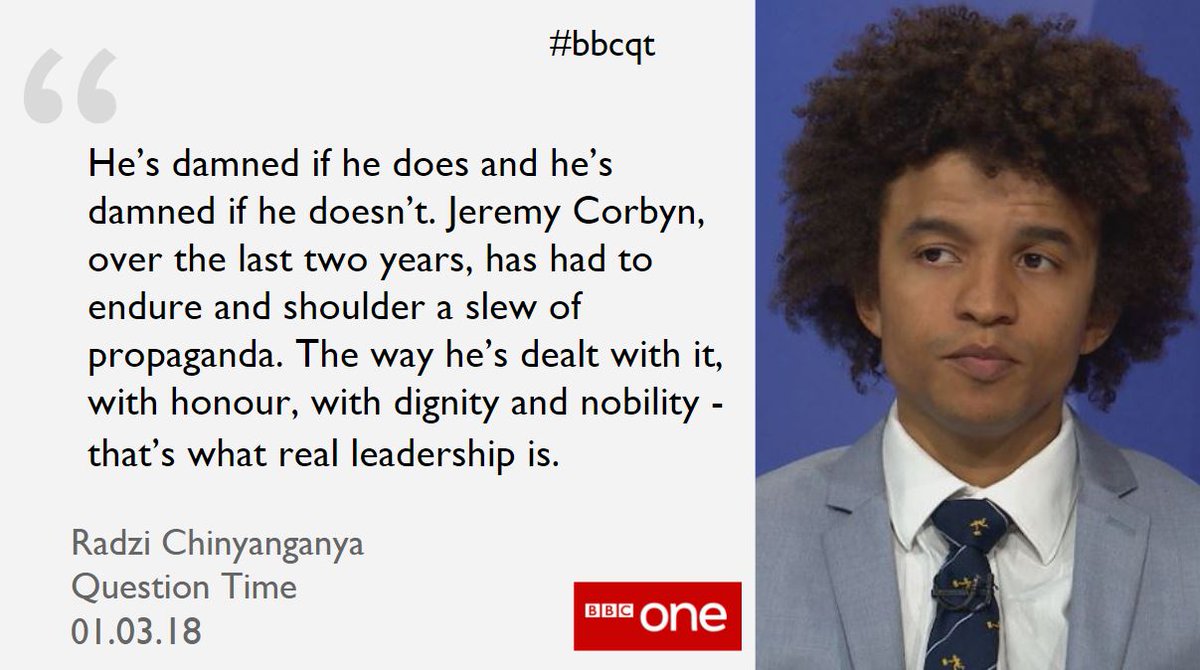 #bbcqt
“
He’s damned if he does and he’s
damned if he doesn’t. Jeremy Corbyn,
over the last two years, has had to
endure and shoulder a slew of
propaganda. The way he’s dealt with it,
with honour, with dignity and nobility -
that’s what real leadership is.
Radzi Chinyanganya
Question Time
01.03.18
BBC one